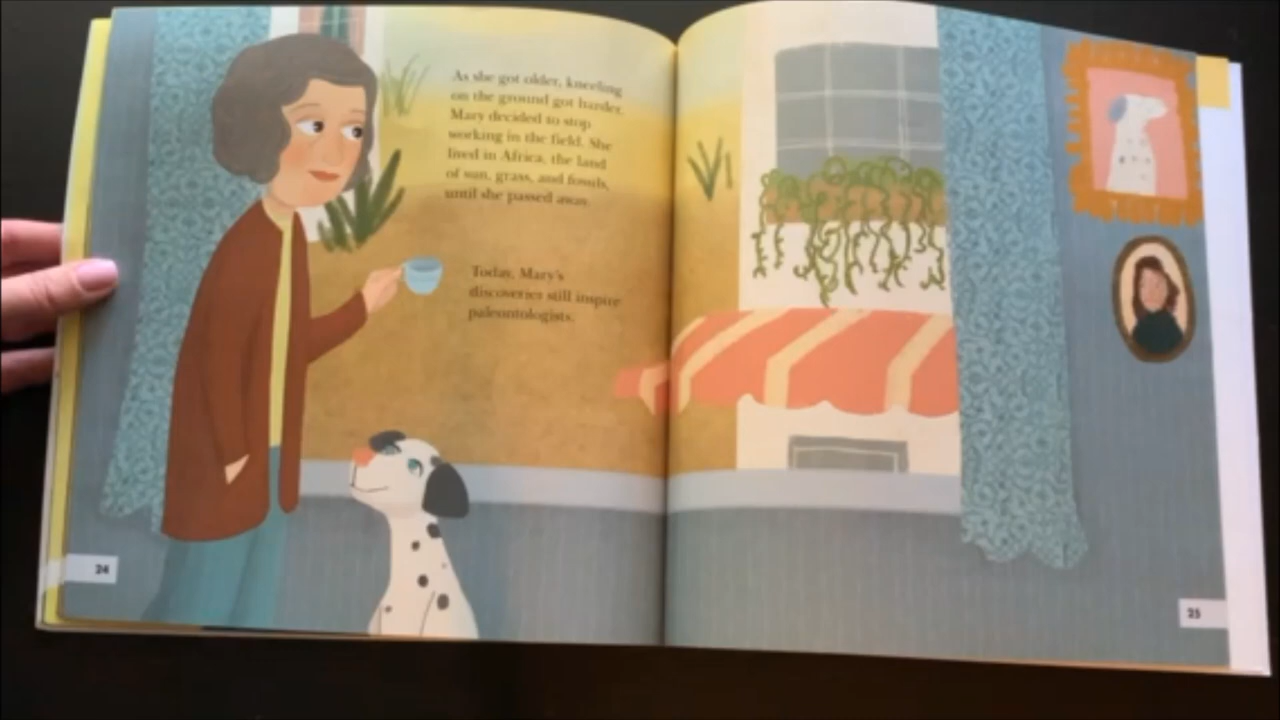 As she got older, kneeling
on the ground got harder.
Mary decided to stop
working in the field. She
lived in Africa, the land
of sun, grass, and fossils,
until she passed away.
Today, Mary's
discoveries still inspire
paleontologists.
24
25